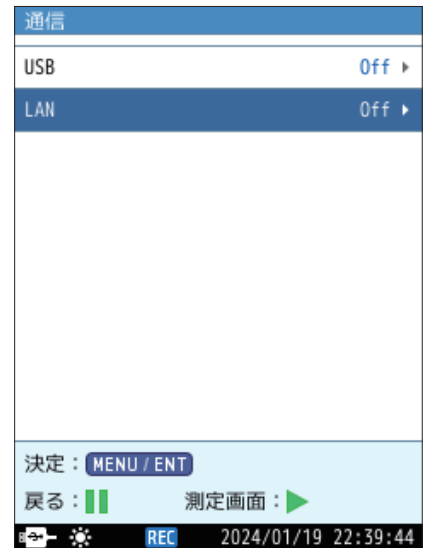 通信
USB Off
LAN Off
決定：MENU / ENT
戻る： 測定画面：
REC 2024/01/19 22:39:44